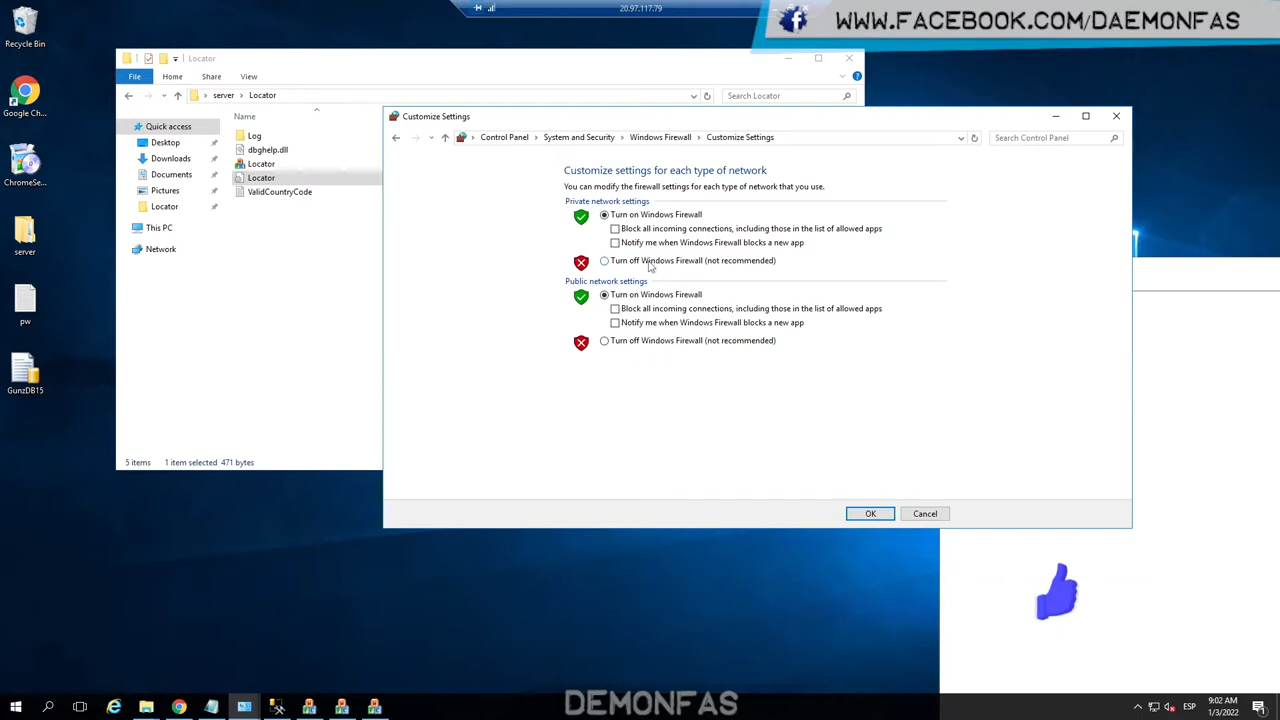 20.97.117.79
WWW.FACEBOOK.COM/DAEMONFAS
Recycle Bin
Google Ch...
ChromeSe...
server
pw
GunzDB15
Locator
File
Home
Share
View
server
Locator
Search Locator
Quick access
Desktop
Downloads
Documents
Pictures
Locator
This PC
Network
Name
Log
dbghelp.dll
Locator
Locator
ValidCountryCode
5 items
1 item selected 471 bytes
Customize Settings
Control Panel
System and Security
Windows Firewall
Customize Settings
Search Control Panel
Customize settings for each type of network
You can modify the firewall settings for each type of network that you use.
Private network settings
Turn on Windows Firewall
Block all incoming connections, including those in the list of allowed apps
Notify me when Windows Firewall blocks a new app
Turn off Windows Firewall (not recommended)
Public network settings
Turn on Windows Firewall
Block all incoming connections, including those in the list of allowed apps
Notify me when Windows Firewall blocks a new app
Turn off Windows Firewall (not recommended)
OK
Cancel
DEMONFAS
ESP
9:02 AM
1/3/2022